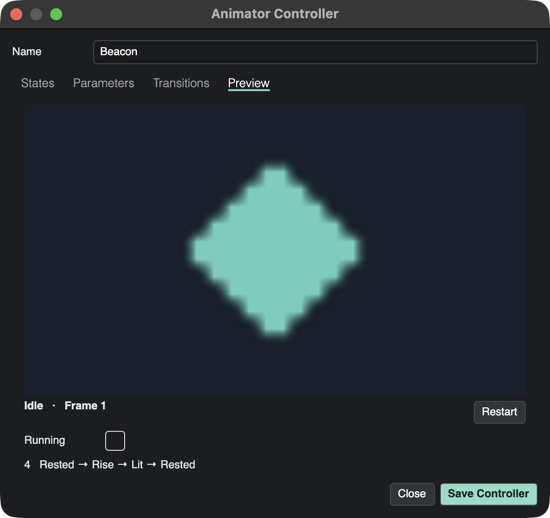 Animator Controller
Name Beacon
States Parameters Transitions Preview
Idle · Frame 1
Restart
Running
4 Rested → Rise → Lit → Rested
Close Save Controller